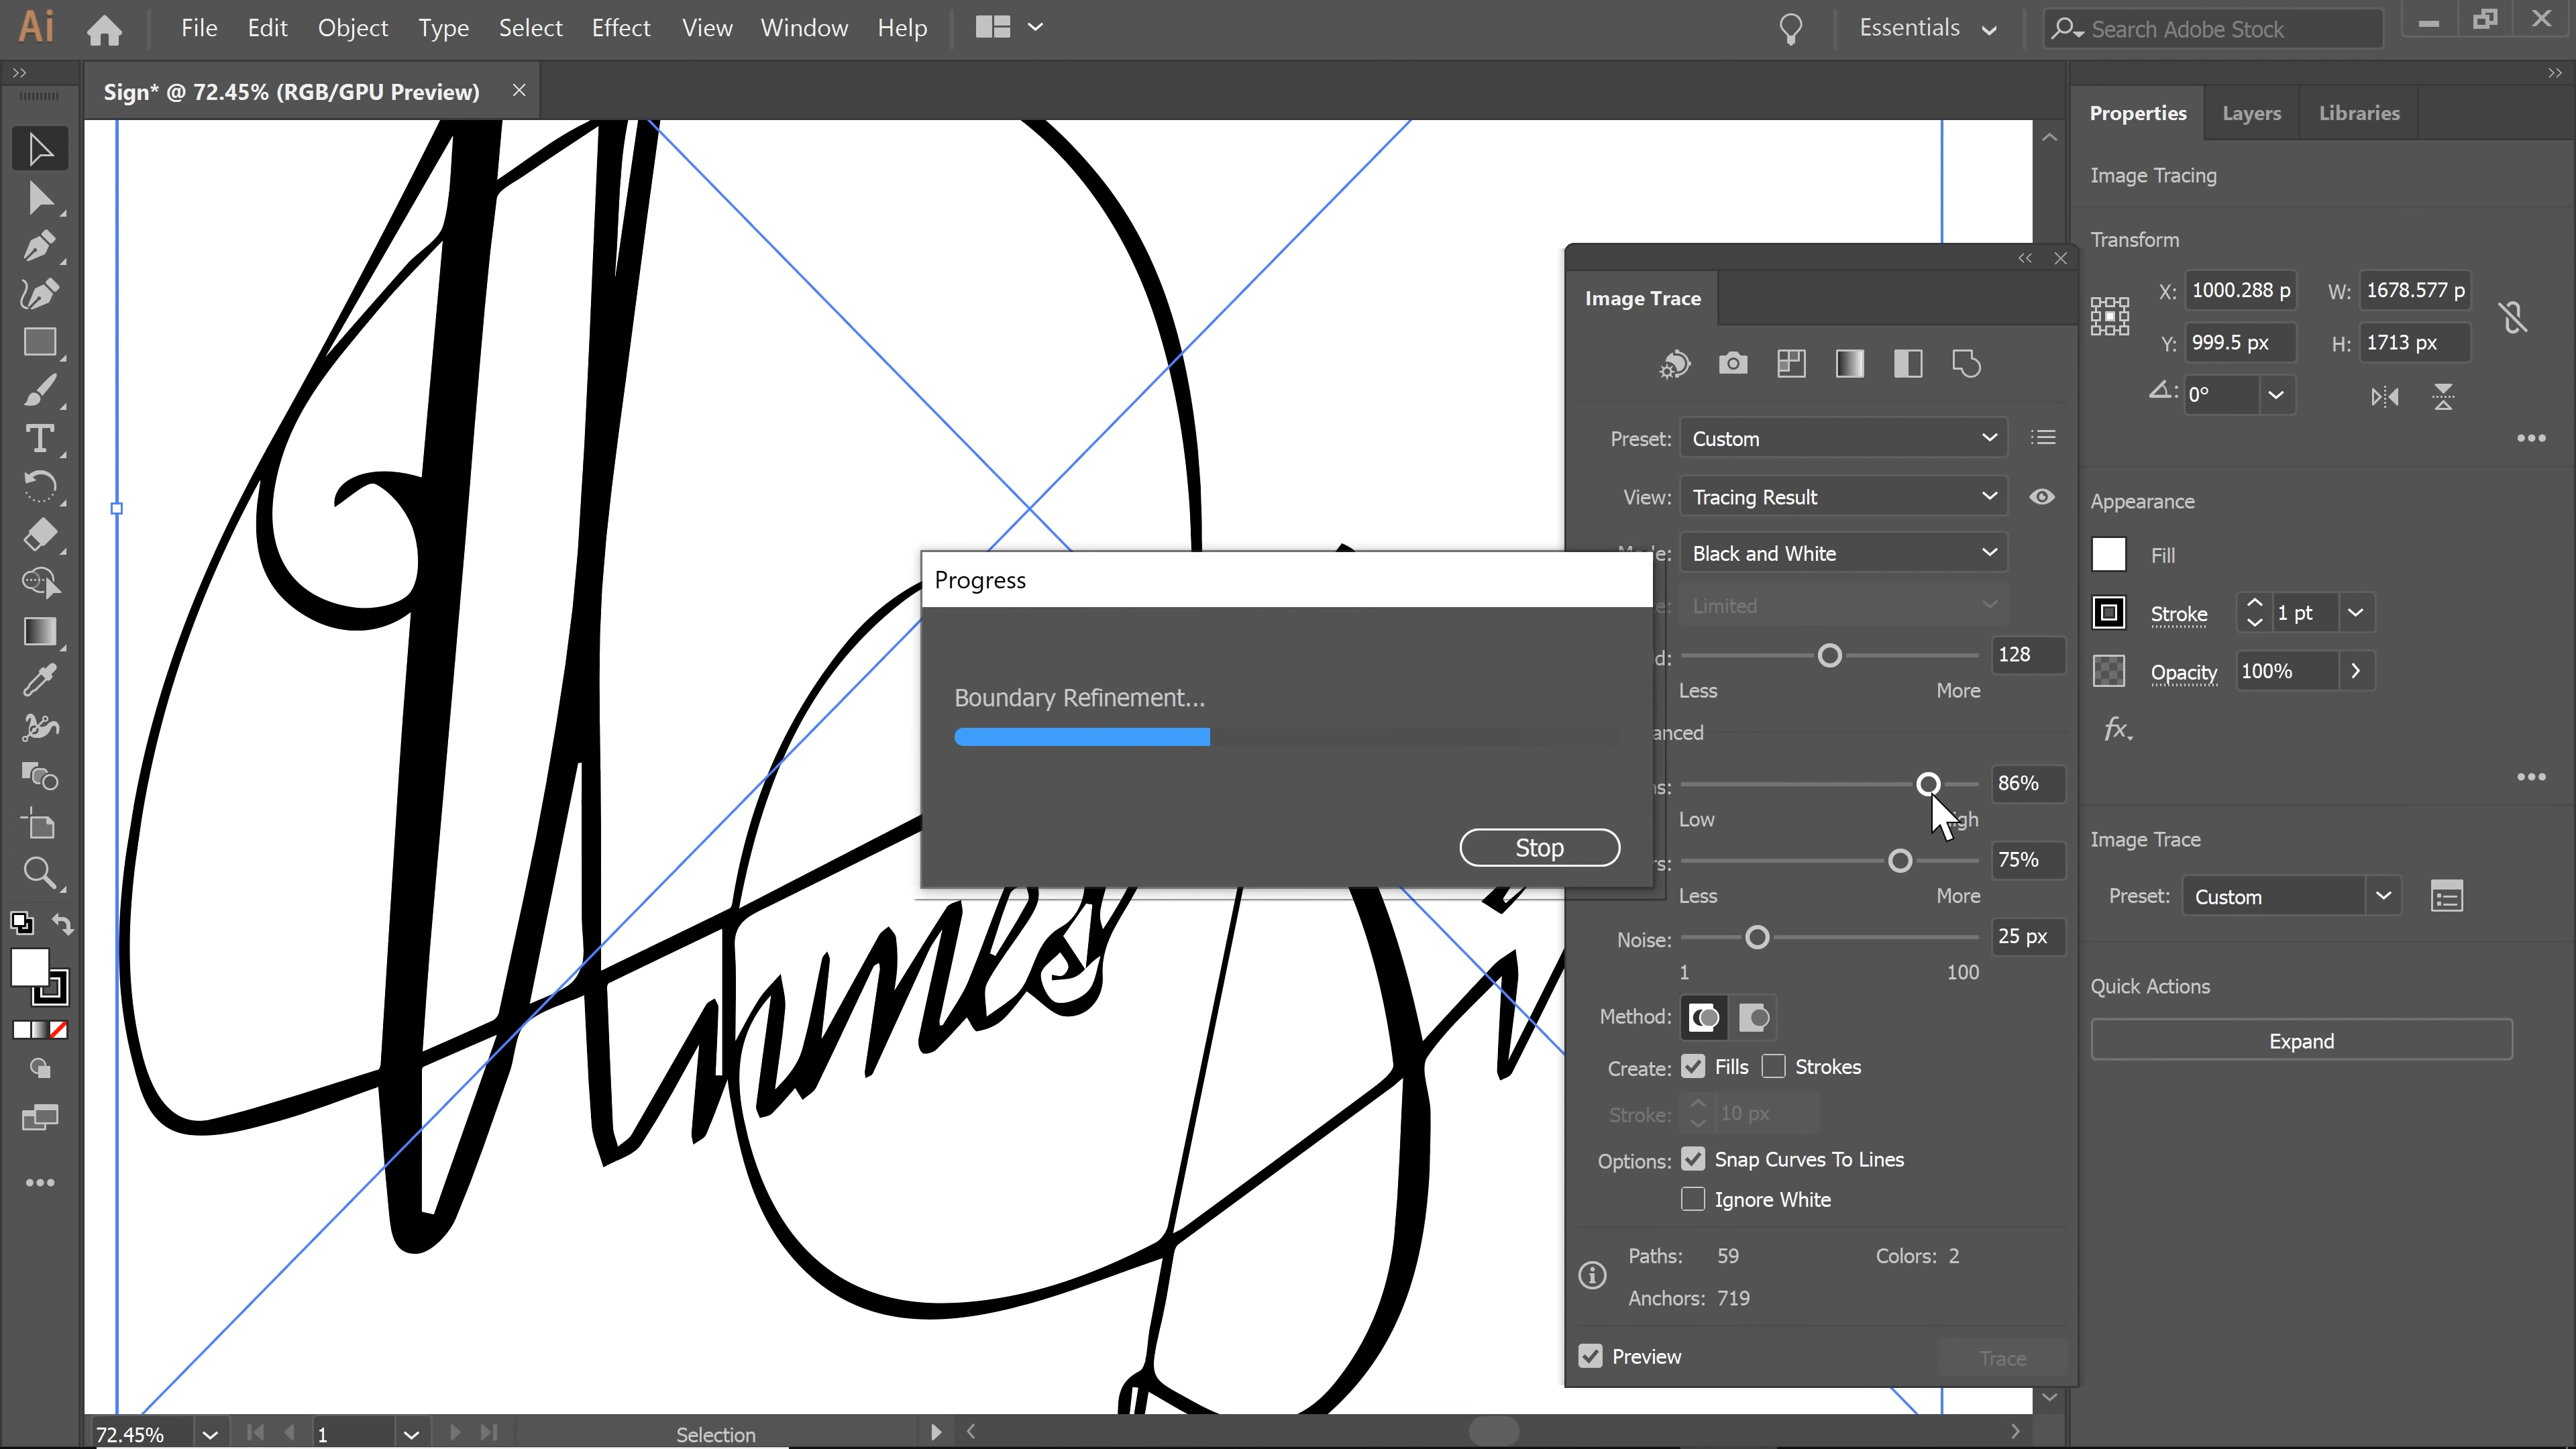 Ai File Edit Object Type Select Effect View Window Help Essentials Search Adobe Stock
Sign* @ 72.45% (RGB/GPU Preview)
Properties Layers Libraries
Image Tracing
Transform
X: 1000.288 p W: 1678.577 p
Y: 999.5 px H: 1713 px
0°
Appearance
Fill
Stroke 1 pt
Opacity 100%
fx
Image Trace
Preset: Custom
Quick Actions
Expand
Image Trace
Preset: Custom
View: Tracing Result
Black and White
Limited
128
Less More
anced
86%
Low
75%
Less More
Noise: 25 px
1 100
Method:
Create: Fills Strokes
Stroke: 10 px
Options: Snap Curves To Lines
Ignore White
Paths: 59 Colors: 2
Anchors: 719
Preview Trace
Progress
Boundary Refinement...
Stop
72.45% 1 Selection